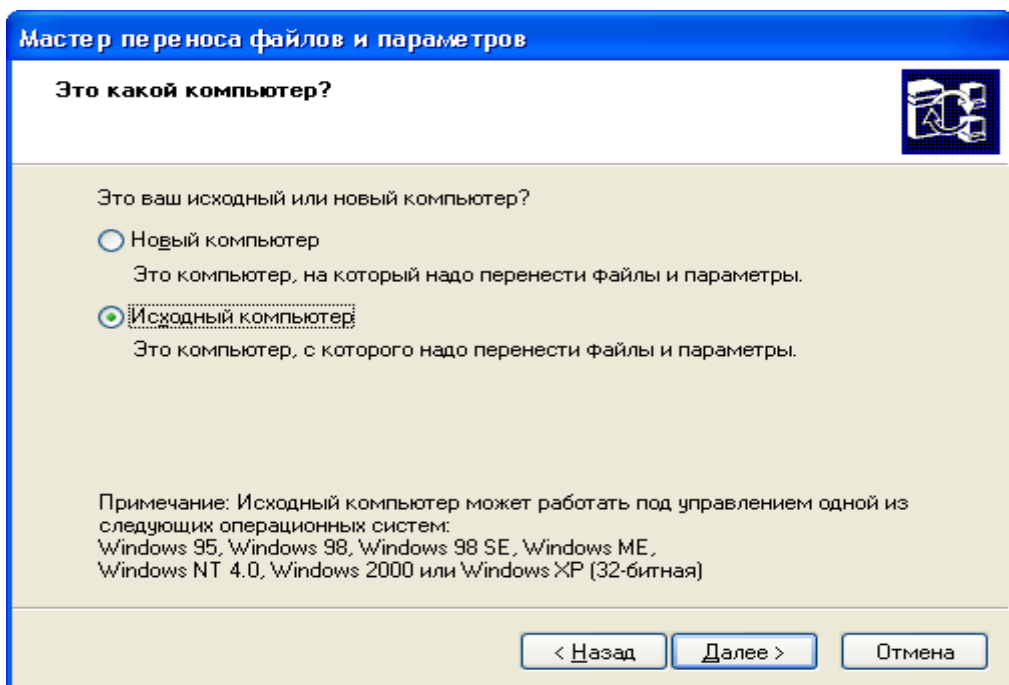 Мастер переноса файлов и параметров
Это какой компьютер?
Это ваш исходный или новый компьютер?
Новый компьютер
Это компьютер, на который надо перенести файлы и параметры.
Исходный компьютер
Это компьютер, с которого надо перенести файлы и параметры.
Примечание: Исходный компьютер может работать под управлением одной из
следующих операционных систем:
Windows 95, Windows 98, Windows 98 SE, Windows ME,
Windows NT 4.0, Windows 2000 или Windows XP (32-битная)
< Назад Далее > Отмена